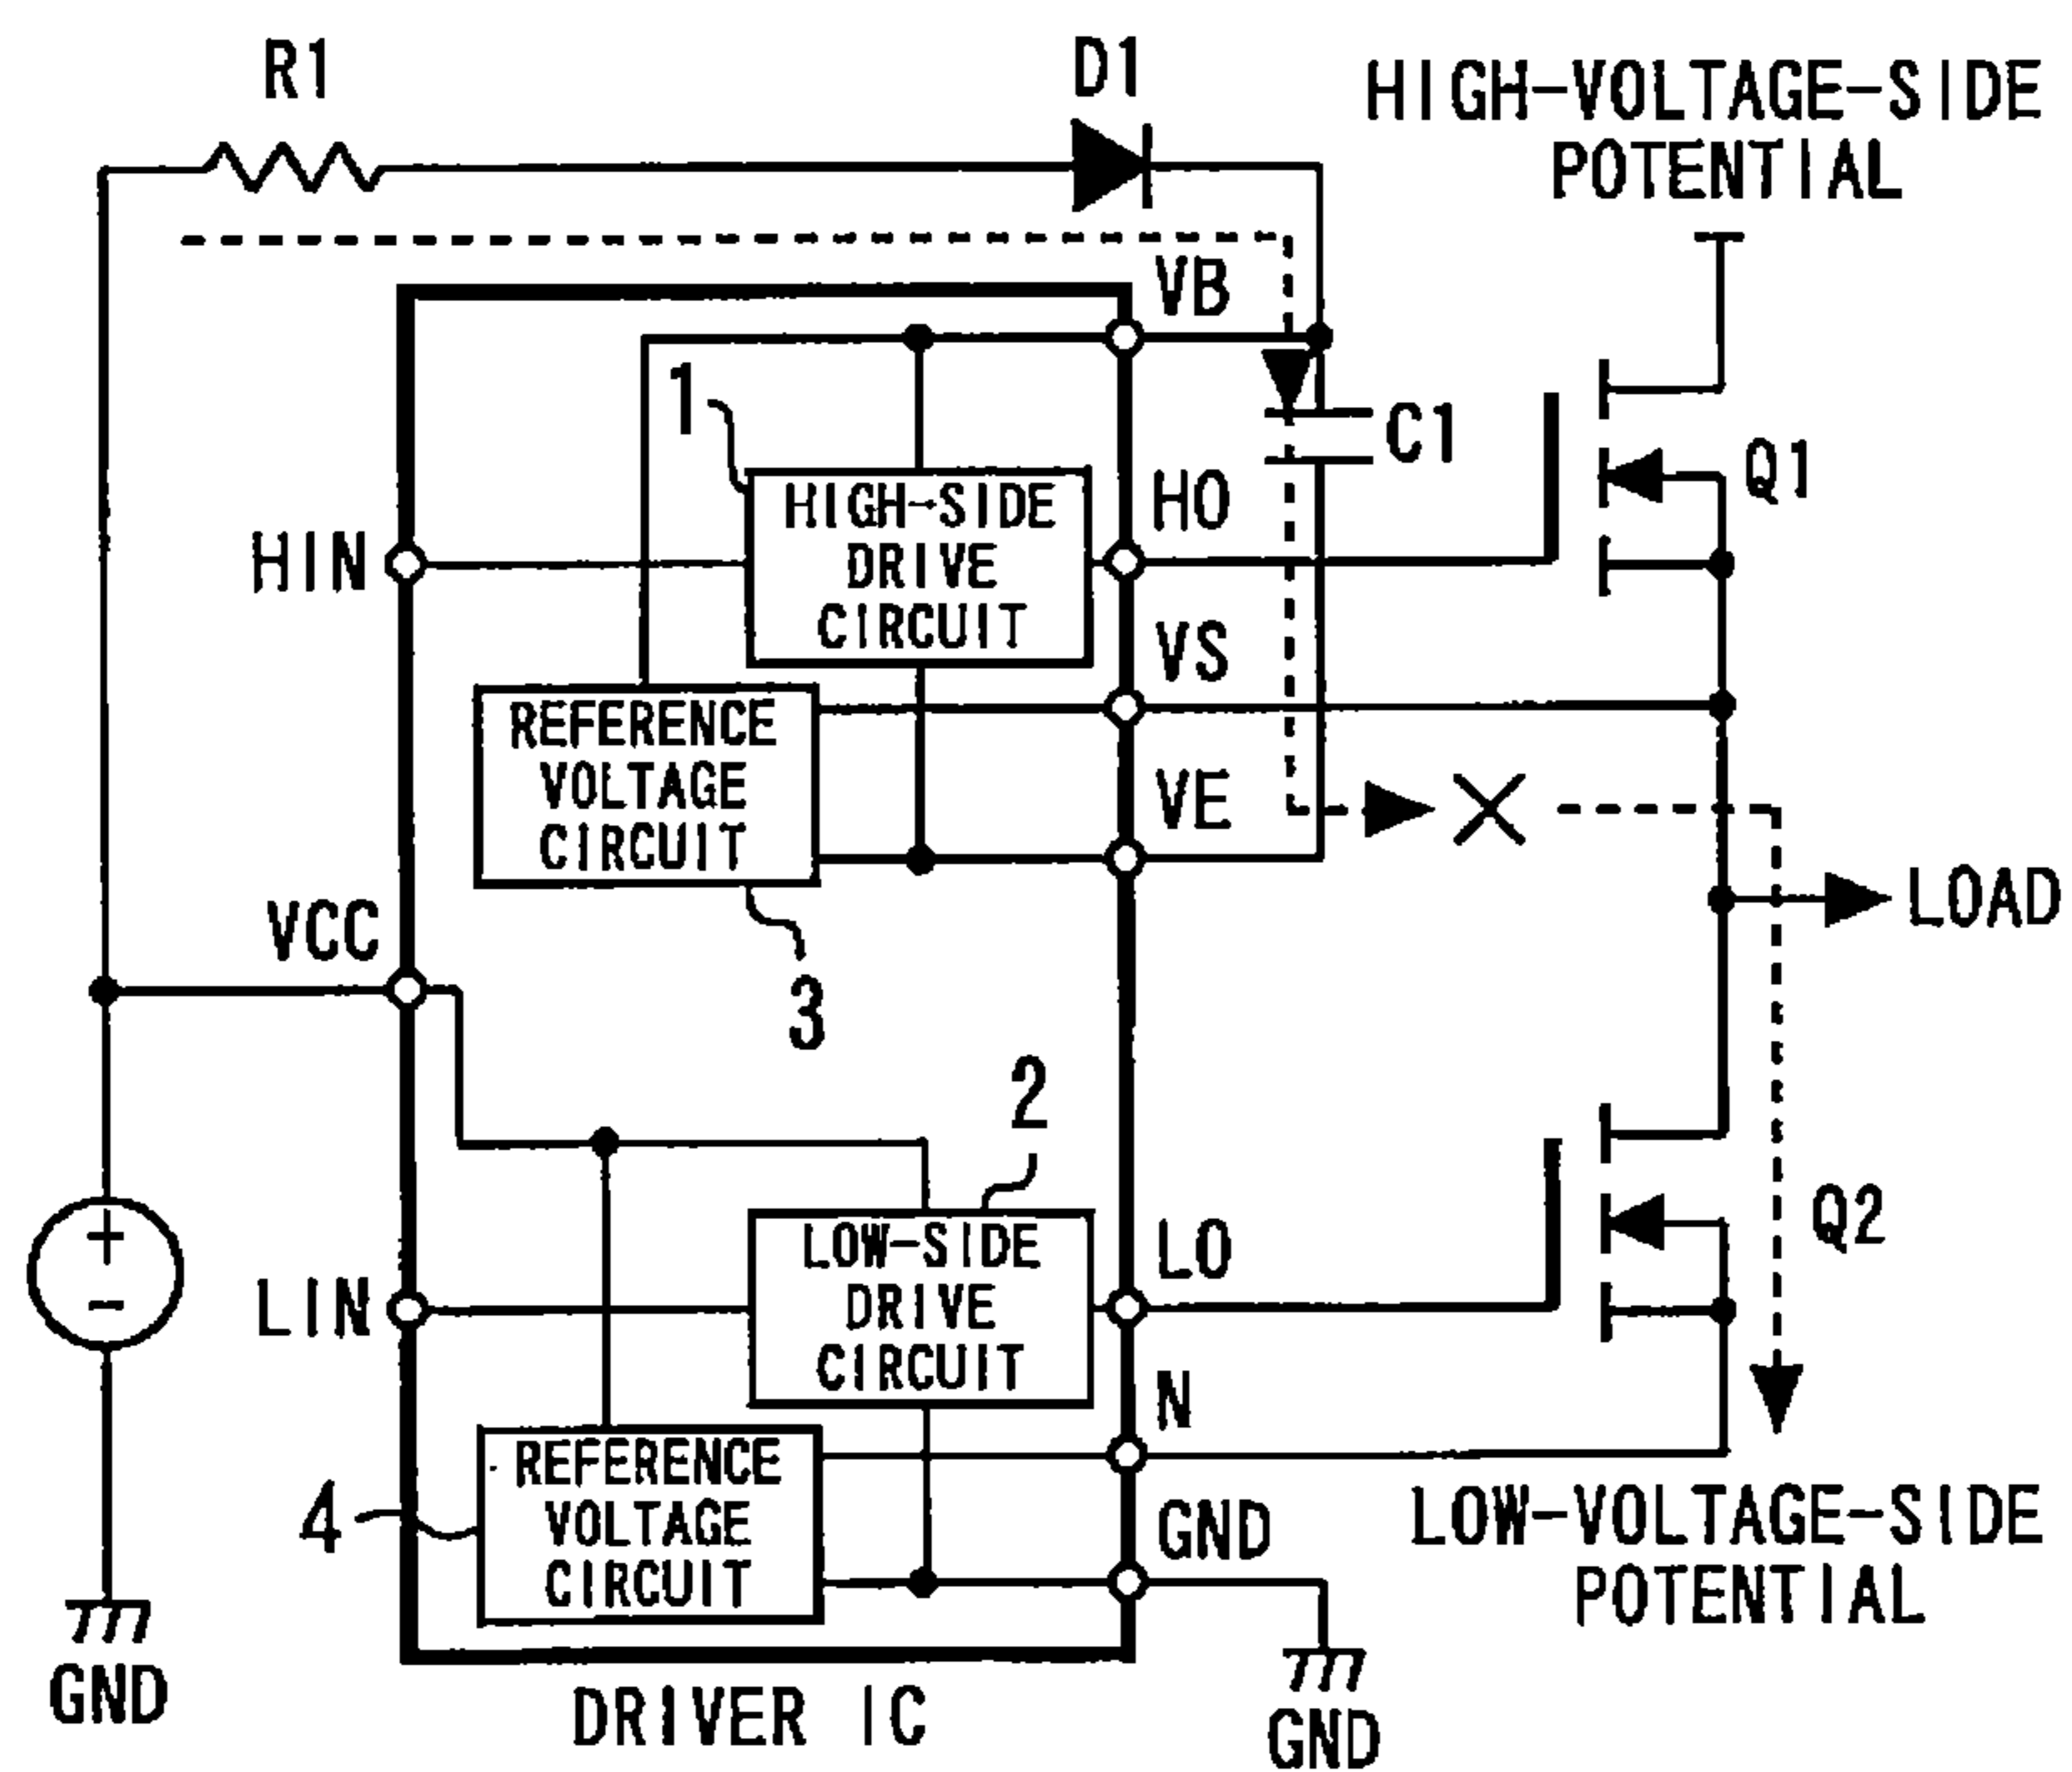 R1
D1
HIGH-VOLTAGE-SIDE
POTENTIAL
VB
1
C1
Q1
HIGH-SIDE
DRIVE
CIRCUIT
HO
HIN
VS
REFERENCE
VOLTAGE
CIRCUIT
VE
LOAD
VCC
3
2
Q2
LOW-SIDE
DRIVE
CIRCUIT
LO
+
-
LIN
N
REFERENCE
VOLTAGE
CIRCUIT
4
GND
LOW-VOLTAGE-SIDE
POTENTIAL
GND
DRIVER IC
GND